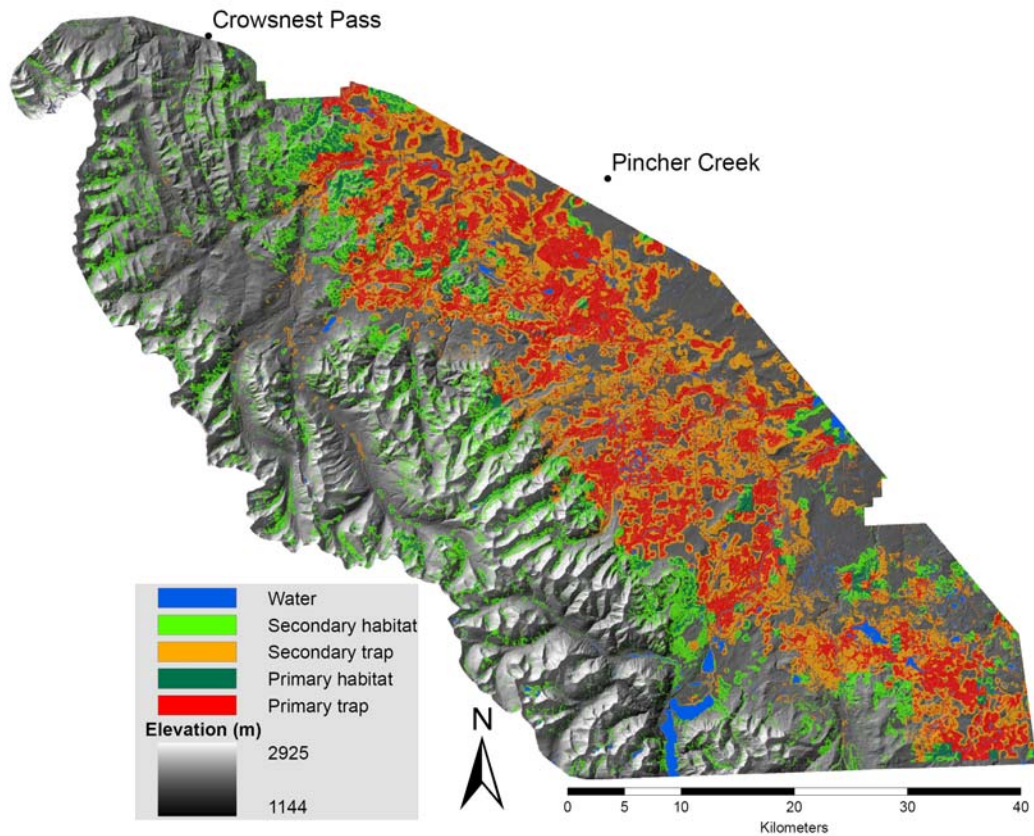 Crowsnest Pass
Pincher Creek
Water
Secondary habitat
Secondary trap
Primary habitat
Primary trap
Elevation (m)
2925
1144
N
0 5 10 20 30 40
Kilometers